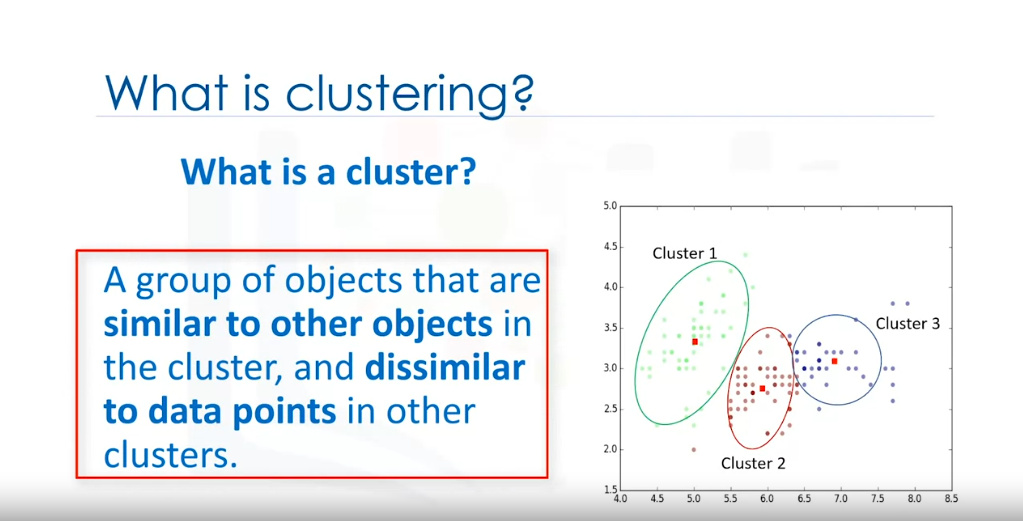 What is clustering?
What is a cluster?
A group of objects that are
similar to other objects in
the cluster, and dissimilar
to data points in other
clusters.
5.0
4.5
4.0
3.5
3.0
2.5
2.0
1.5
4.0 4.5 5.0 5.5 6.0 6.5 7.0 7.5 8.0 8.5
Cluster 1
Cluster 3
Cluster 2